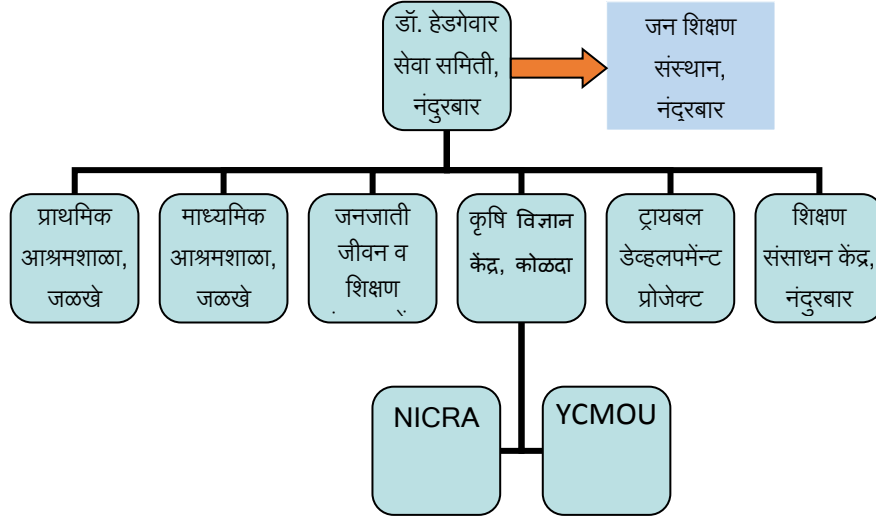 डॉ. हेडगेवार
सेवा समिती,
नंदुरबार
जन शिक्षण
संस्थान,
नंदुरबार
प्राथमिक
आश्रमशाळा,
जळखे
माध्यमिक
आश्रमशाळा,
जळखे
जनजाती
जीवन व
शिक्षण
कृषि विज्ञान
केंद्र, कोळदा
ट्रायबल
डेव्हलपमेंन्ट
प्रोजेक्ट
शिक्षण
संसाधन केंद्र,
नंदुरबार
NICRA
YCMOU